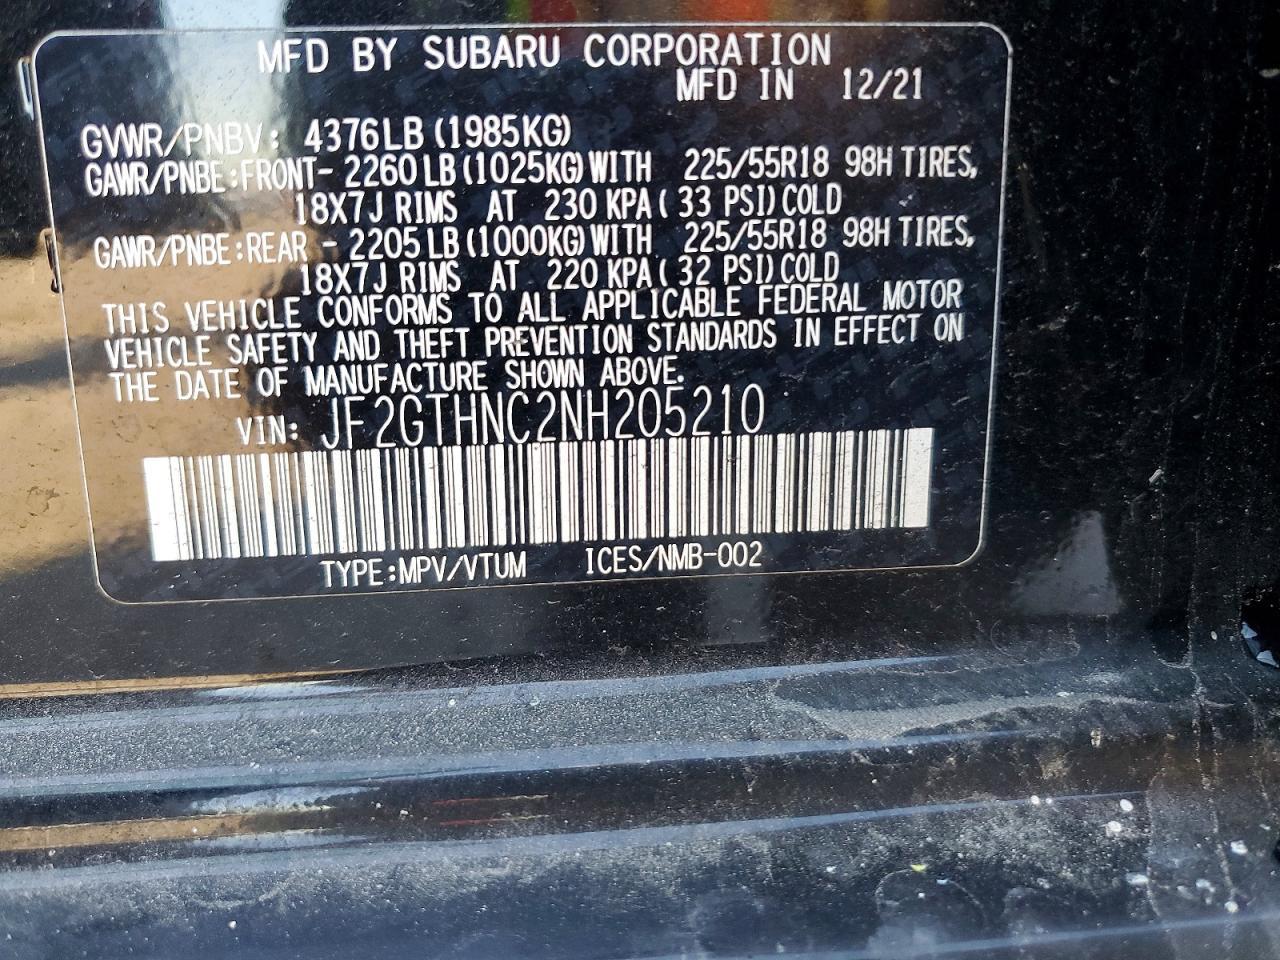 MFD BY SUBARU CORPORATION
MFD IN 12/21
GVWR/PNBV: 4376LB (1985KG)
GAWR/PNBE:FRONT- 2260LB (1025KG) WITH 225/55R18 98H TIRES,
18X7J RIMS AT 230 KPA ( 33 PSI) COLD
GAWR/PNBE:REAR - 2205LB (1000KG) WITH 225/55R18 98H TIRES,
18X7J RIMS AT 220 KPA ( 32 PSI) COLD
THIS VEHICLE CONFORMS TO ALL APPLICABLE FEDERAL MOTOR
VEHICLE SAFETY AND THEFT PREVENTION STANDARDS IN EFFECT ON
THE DATE OF MANUFACTURE SHOWN ABOVE.
VIN: JF2GTHNC2NH205210
TYPE:MPV/VTUM ICES/NMB-002